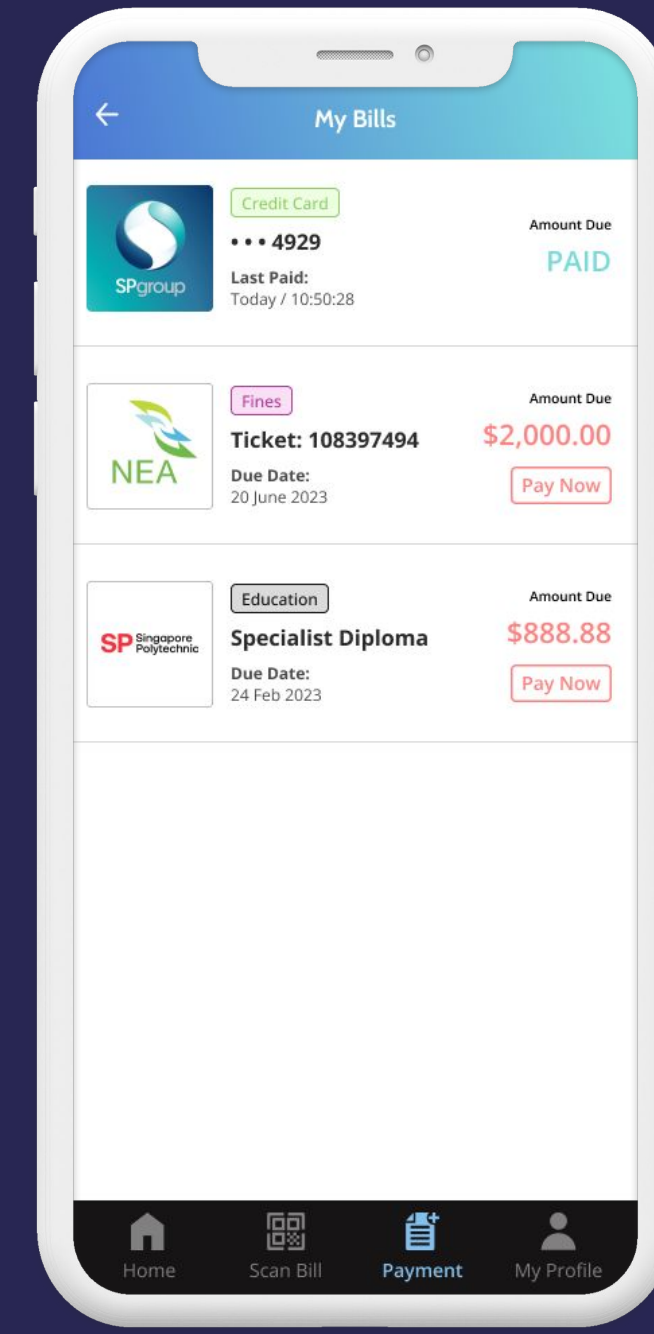 My Bills
SPgroup
Credit Card
• • • 4929
Last Paid:
Today / 10:50:28
Amount Due
PAID
NEA
Fines
Ticket: 108397494
Due Date:
20 June 2023
Amount Due
$2,000.00
Pay Now
SP Singapore
Polytechnic
Education
Specialist Diploma
Due Date:
24 Feb 2023
Amount Due
$888.88
Pay Now
Home
Scan Bill
Payment
My Profile